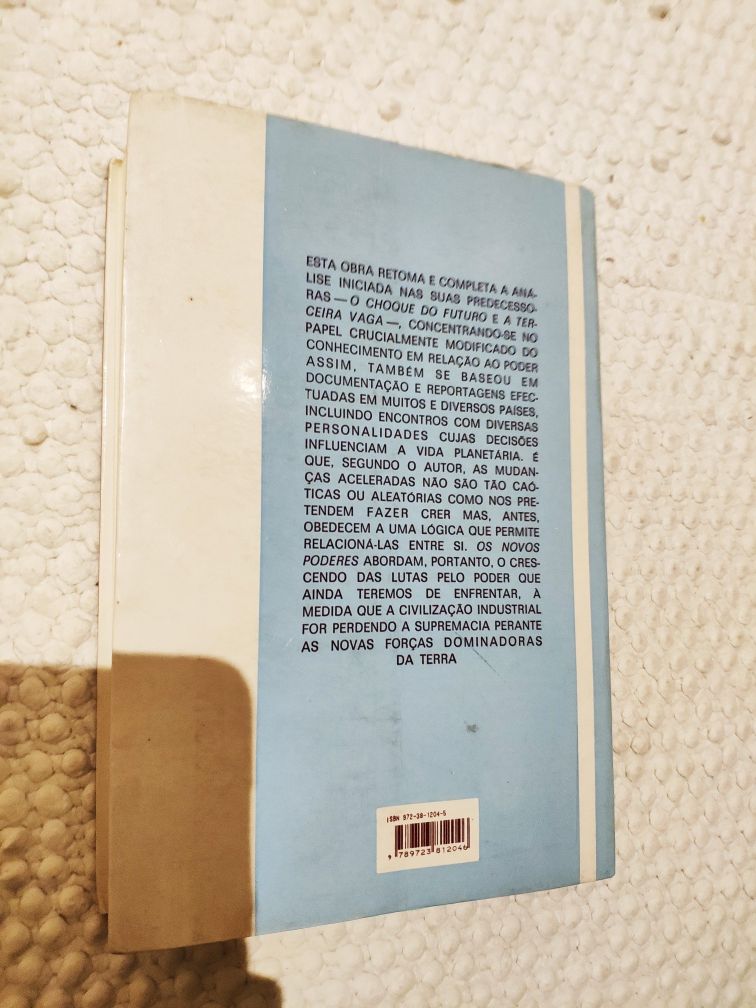 ESTA OBRA RETOMA E COMPLETA A ANÁ-
LISE INICIADA NAS SUAS PREDECESSO-
RAS — O CHOQUE DO FUTURO E A TER-
CEIRA VAGA —, CONCENTRANDO-SE NO
PAPEL CRUCIALMENTE MODIFICADO DO
CONHECIMENTO EM RELAÇÃO AO PODER
ASSIM, TAMBÉM SE BASEOU EM
DOCUMENTAÇÃO E REPORTAGENS EFEC-
TUADAS EM MUITOS E DIVERSOS PAÍSES,
INCLUINDO ENCONTROS COM DIVERSAS
PERSONALIDADES CUJAS DECISÕES
INFLUENCIAM A VIDA PLANETÁRIA. É
QUE, SEGUNDO O AUTOR, AS MUDAN-
ÇAS ACELERADAS NÃO SÃO TÃO CAÓ-
TICAS OU ALEATÓRIAS COMO NOS PRE-
TENDEM FAZER CRER MAS, ANTES,
OBEDECEM A UMA LÓGICA QUE PERMITE
RELACIONÁ-LAS ENTRE SI. OS NOVOS
PODERES ABORDAM, PORTANTO, O CRES-
CENDO DAS LUTAS PELO PODER QUE
AINDA TEREMOS DE ENFRENTAR, À
MEDIDA QUE A CIVILIZAÇÃO INDUSTRIAL
FOR PERDENDO A SUPREMACIA PERANTE
AS NOVAS FORÇAS DOMINADORAS
DA TERRA
ISBN 972-38-1204-5
9 789723 812046